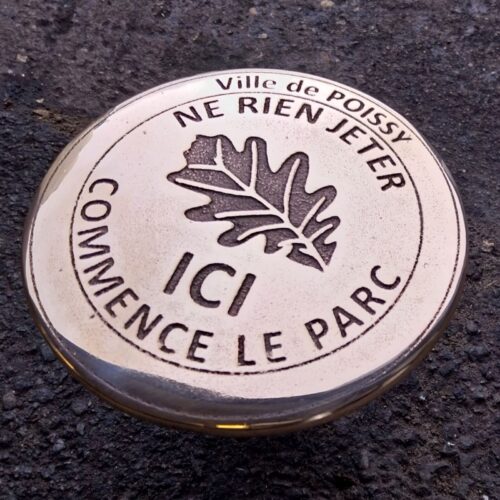 Ville de POISSY
NE RIEN JETER
ICI
COMMENCE LE PARC